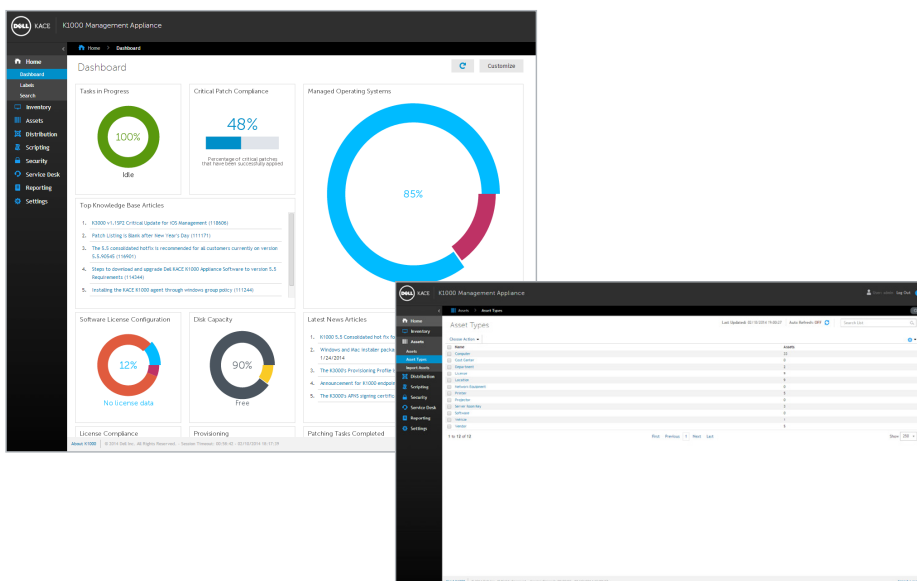 DELL KACE K1000 Management Appliance
Home Dashboard
Home
Dashboard
Labels
Search
Inventory
Assets
Distribution
Scripting
Security
Service Desk
Reporting
Settings
Dashboard
Customize
Tasks in Progress
100%
Idle
Critical Patch Compliance
48%
Percentage of critical patches
that have been successfully applied
Managed Operating Systems
85%
Top Knowledge Base Articles
1. K3000 v1.1SP2 Critical Update for iOS Management (118606)
2. Patch Listing is Blank after New Year's Day (111171)
3. The 5.5 consolidated hotfix is recommended for all customers currently on version
5.5.90545 (116901)
4. Steps to download and upgrade Dell KACE K1000 Appliance Software to version 5.5
Requirements (114244)
5. Installing the KACE K1000 agent through windows group policy (111244)
Software License Configuration
12%
No license data
Disk Capacity
90%
Free
Latest News Articles
1. K1000 5.5 Consolidated hot fix
2. Windows and Mac installer
1/24/2014
3. The K3000's Provisioning Profile
4. Announcement for K1000
5. The K3000's APNS signing
License Compliance
Provisioning
Patching Tasks Completed
About K1000
DELL KACE K1000 Management Appliance
Log Out
Assets Asset Types
Home
Inventory
Assets
Assets
Asset Types
Import Assets
Distribution
Scripting
Security
Service Desk
Reporting
Settings
Asset Types
Last Updated:
Auto Refresh: OFF
Search List
Choose Action
Name Assets
Computer
Cost Center
Department
License
Location
Network Equipment
Printer
Projector
Server
Software
Vehicle
Vendor
First Previous 1 Next Last
Show